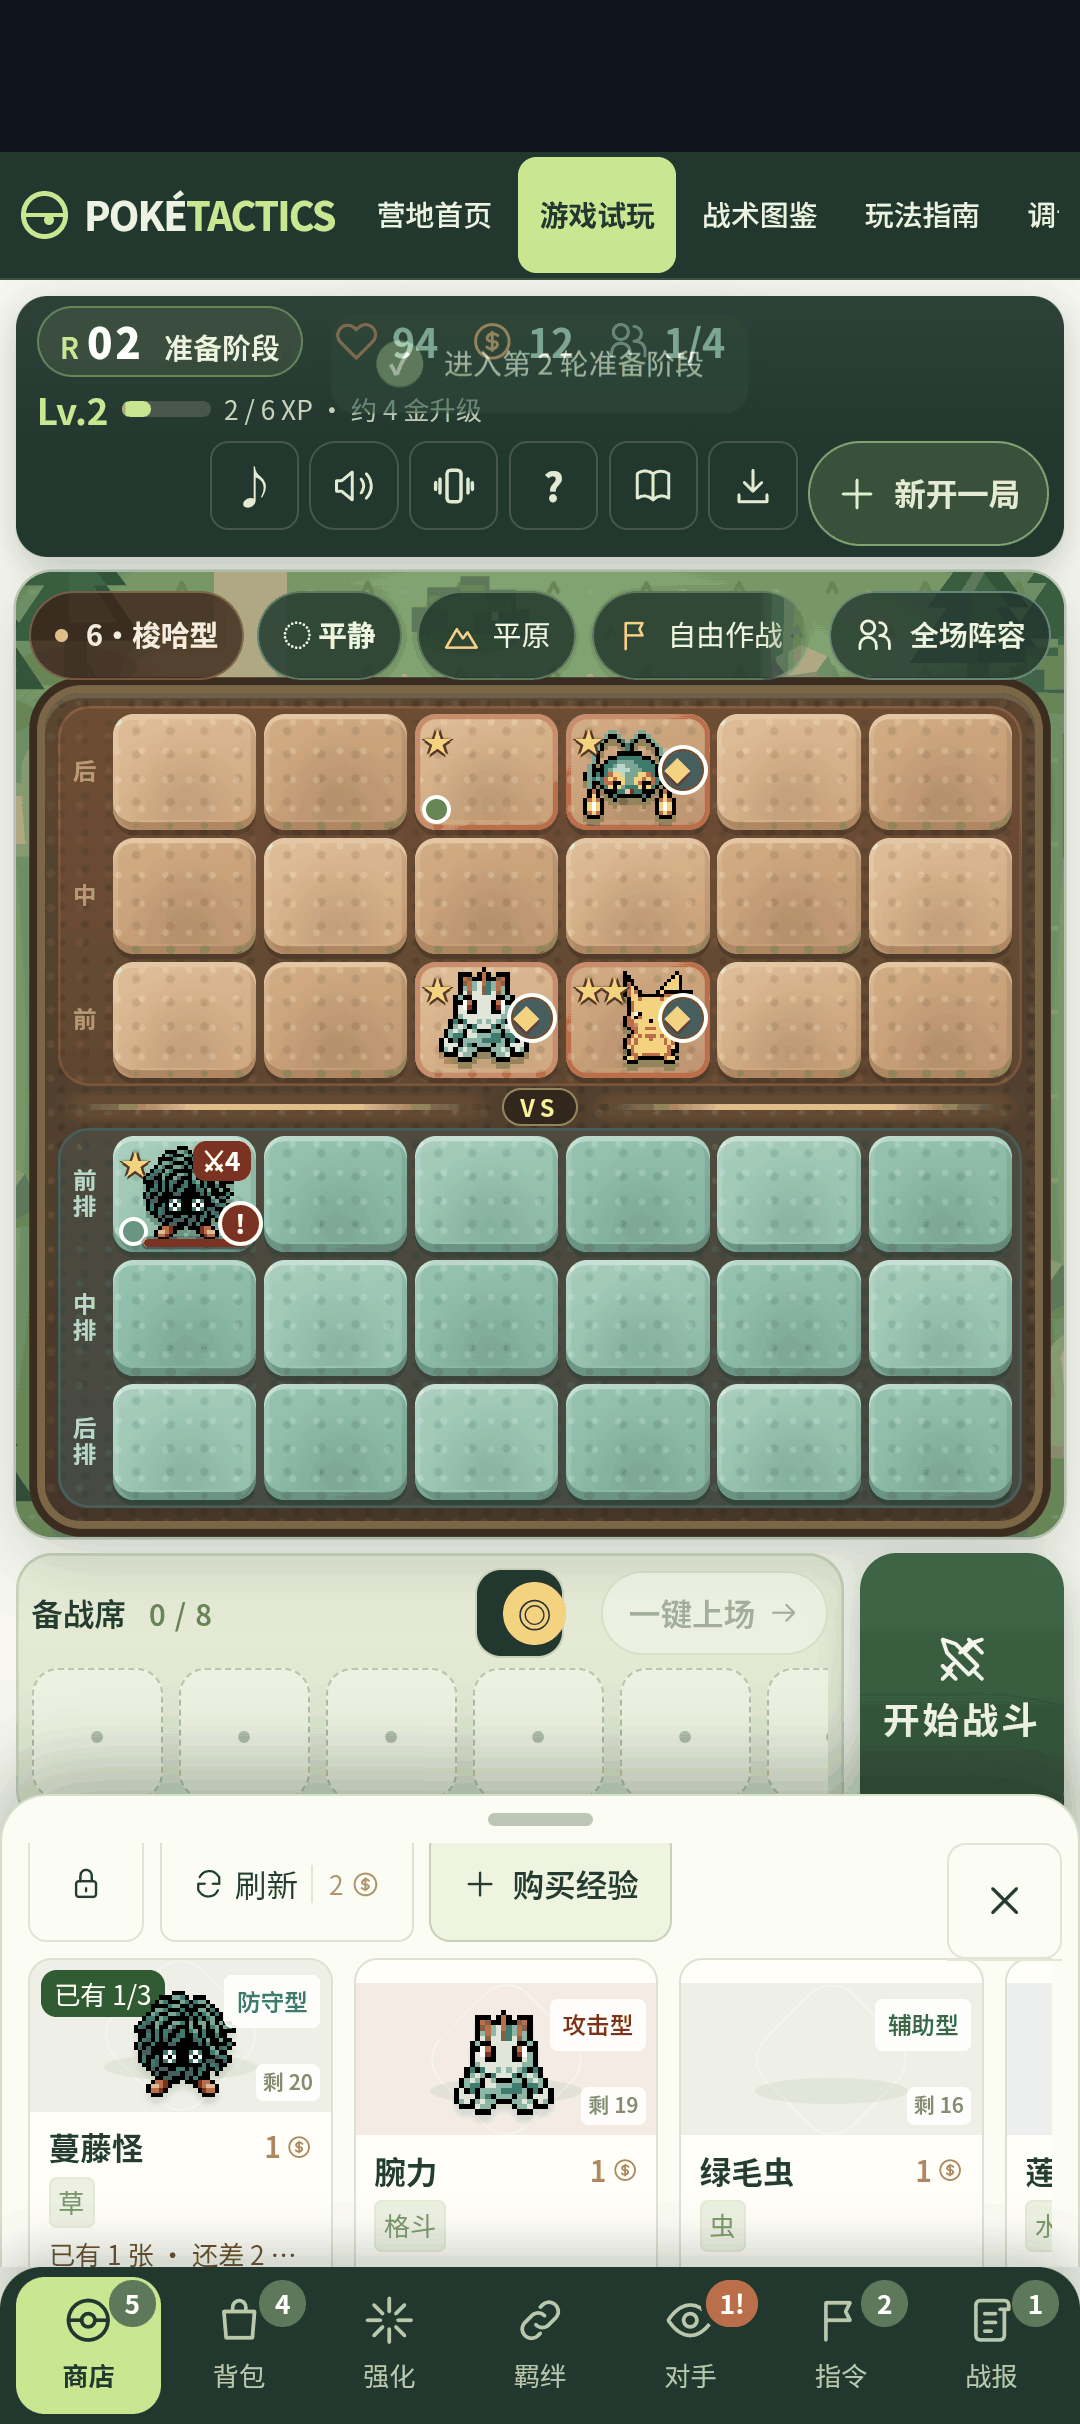 POKÉTACTICS 营地首页 游戏试玩 战术图鉴 玩法指南 调
R 02 准备阶段 94 12 1/4
进入第 2 轮准备阶段
Lv.2 2 / 6 XP · 约 4 金升级
? 新开一局
6·梭哈型 平静 平原 自由作战 全场阵容
后
中
前
VS
前排
4
!
中排
后排
备战席 0 / 8 一键上场 →
开始战斗
刷新 2 购买经验
已有 1/3 防守型 攻击型 辅助型
剩 20 剩 19 剩 16
蔓藤怪 1 腕力 1 绿毛虫 1 莲
草 格斗 虫 水
已有 1 张 · 还差 2 …
5 4 1! 2 1
商店 背包 强化 羁绊 对手 指令 战报